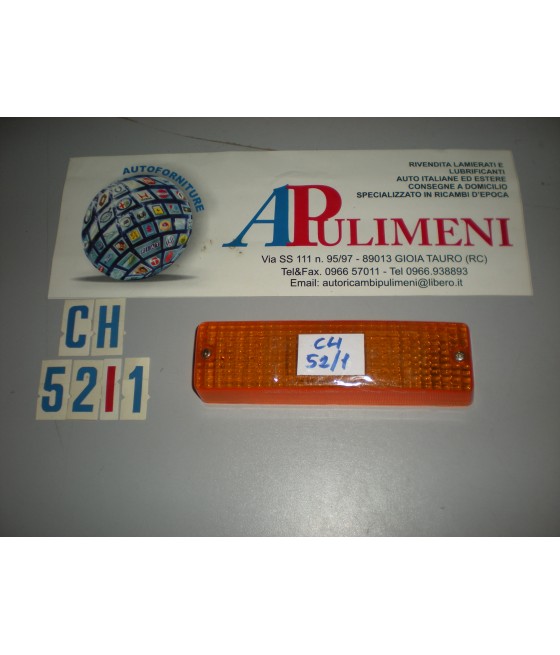 AUTOFORNITURE
APULIMENI
RIVENDITA LAMIERATI E
LUBRIFICANTI
AUTO ITALIANE ED ESTERE
CONSEGNE A DOMICILIO
SPECIALIZZATO IN RICAMBI D'EPOCA
Via SS 111 n. 95/97 - 89013 GIOIA TAURO (RC)
Tel&Fax. 0966 57011 - Tel 0966.938893
Email: autoricambipulimeni@libero.it
CH
52/1
CH
52|1